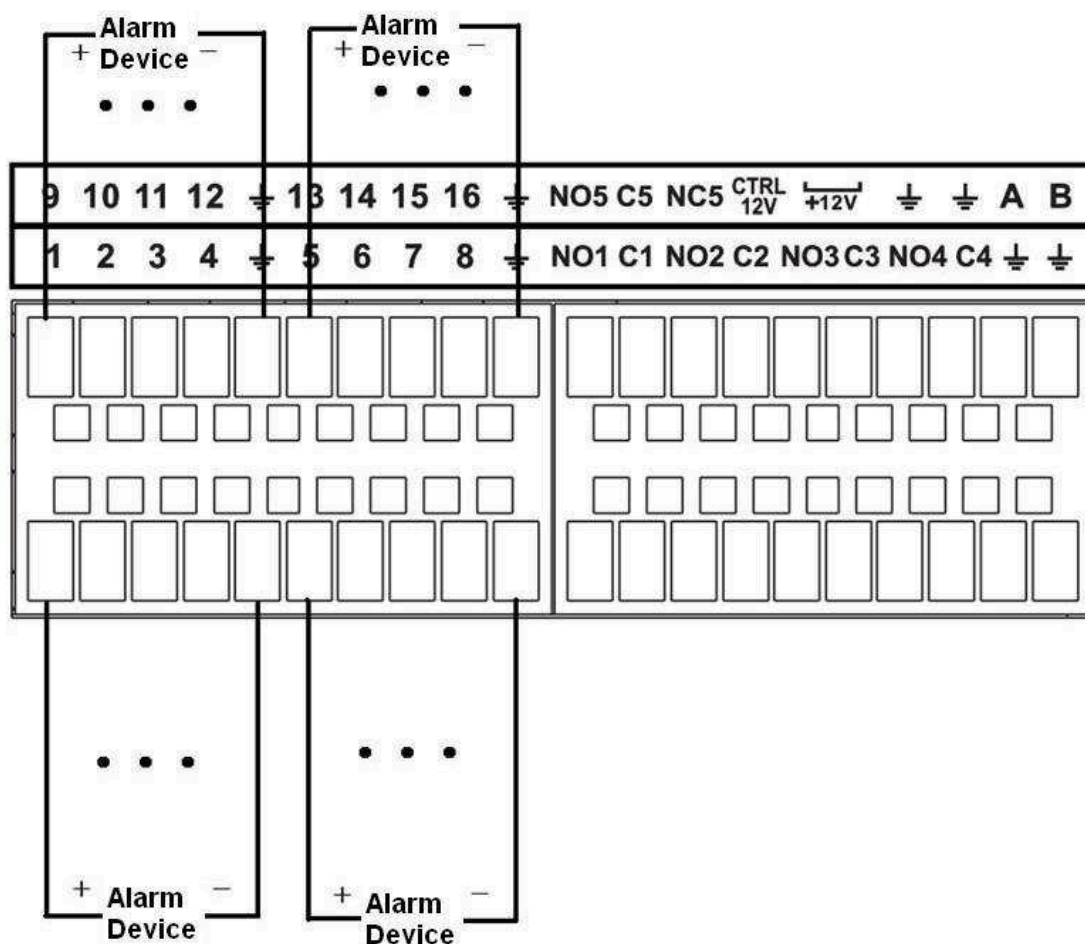 Alarm
+ Device −
Alarm
+ Device −
9 10 11 12 ⏚ 13 14 15 16 ⏚ NO5 C5 NC5 CTRL 12V +12V ⏚ ⏚ A B
1 2 3 4 ⏚ 5 6 7 8 ⏚ NO1 C1 NO2 C2 NO3 C3 NO4 C4 ⏚ ⏚
+ Alarm −
Device
+ Alarm −
Device